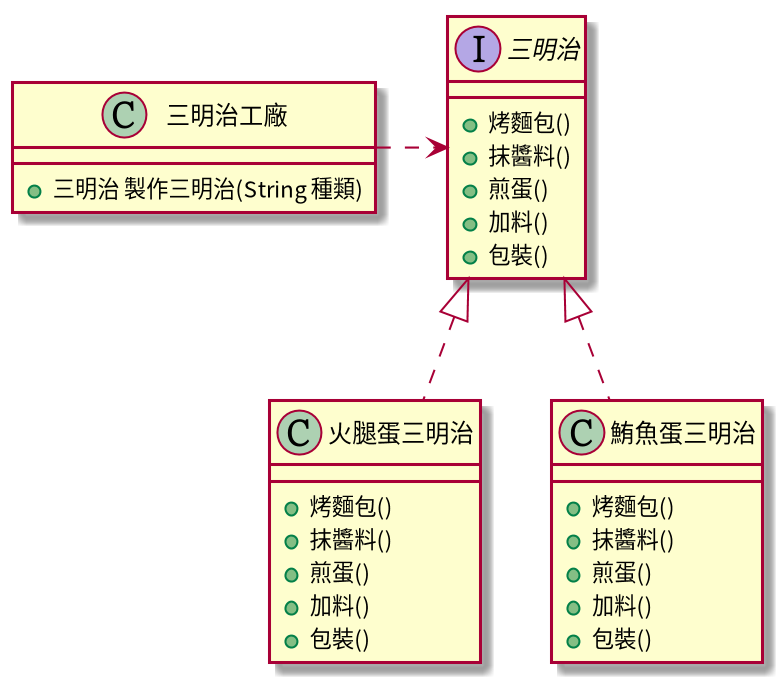 C 三明治工廠
三明治 製作三明治(String 種類)
I 三明治
烤麵包()
抹醬料()
煎蛋()
加料()
包裝()
C 火腿蛋三明治
烤麵包()
抹醬料()
煎蛋()
加料()
包裝()
C 鮪魚蛋三明治
烤麵包()
抹醬料()
煎蛋()
加料()
包裝()